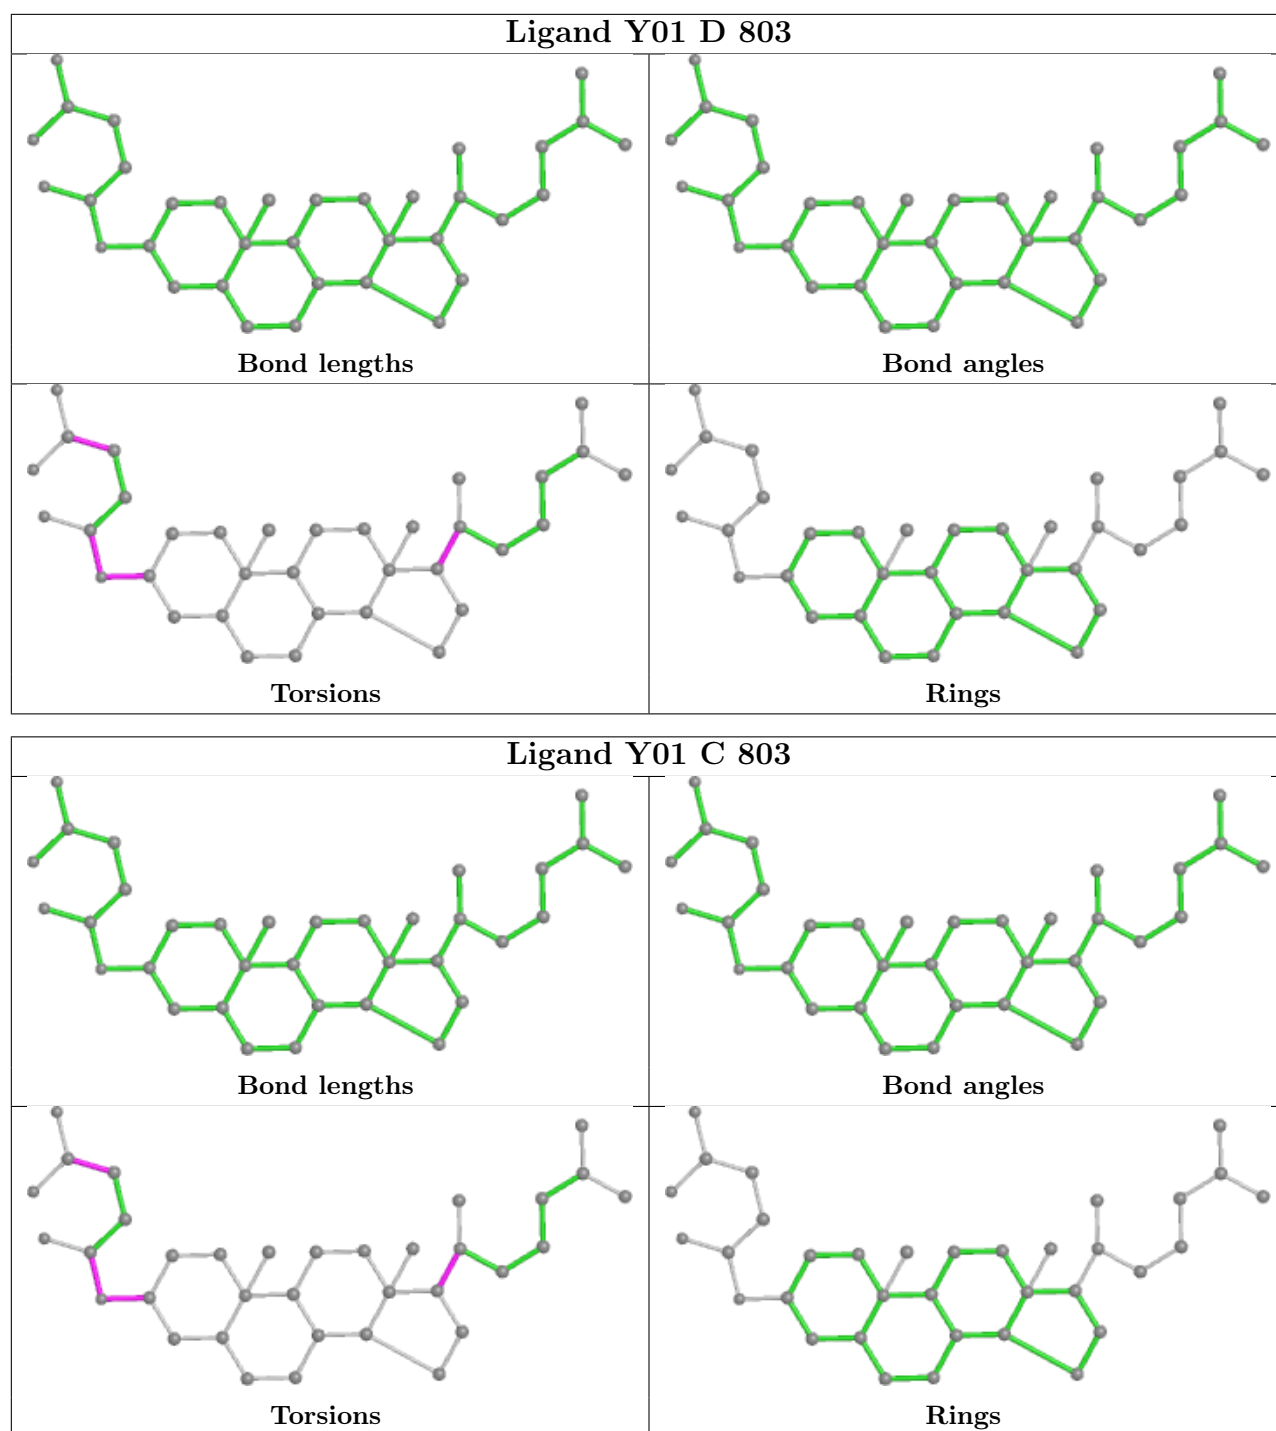 Ligand Y01 D 803
Bond lengths
Bond angles
Torsions
Rings
Ligand Y01 C 803
Bond lengths
Bond angles
Torsions
Rings